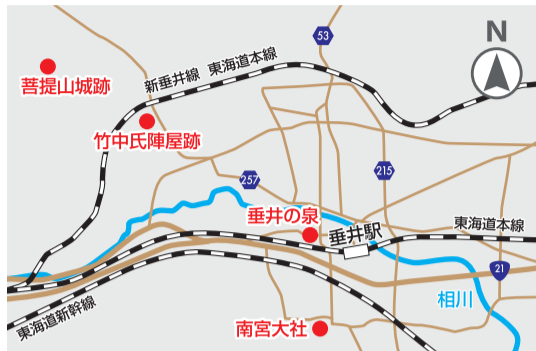 53
N
菩提山城跡
新垂井線 東海道本線
竹中氏陣屋跡
215
257
垂井の泉
垂井駅
東海道本線
21
相川
東海道新幹線
南宮大社